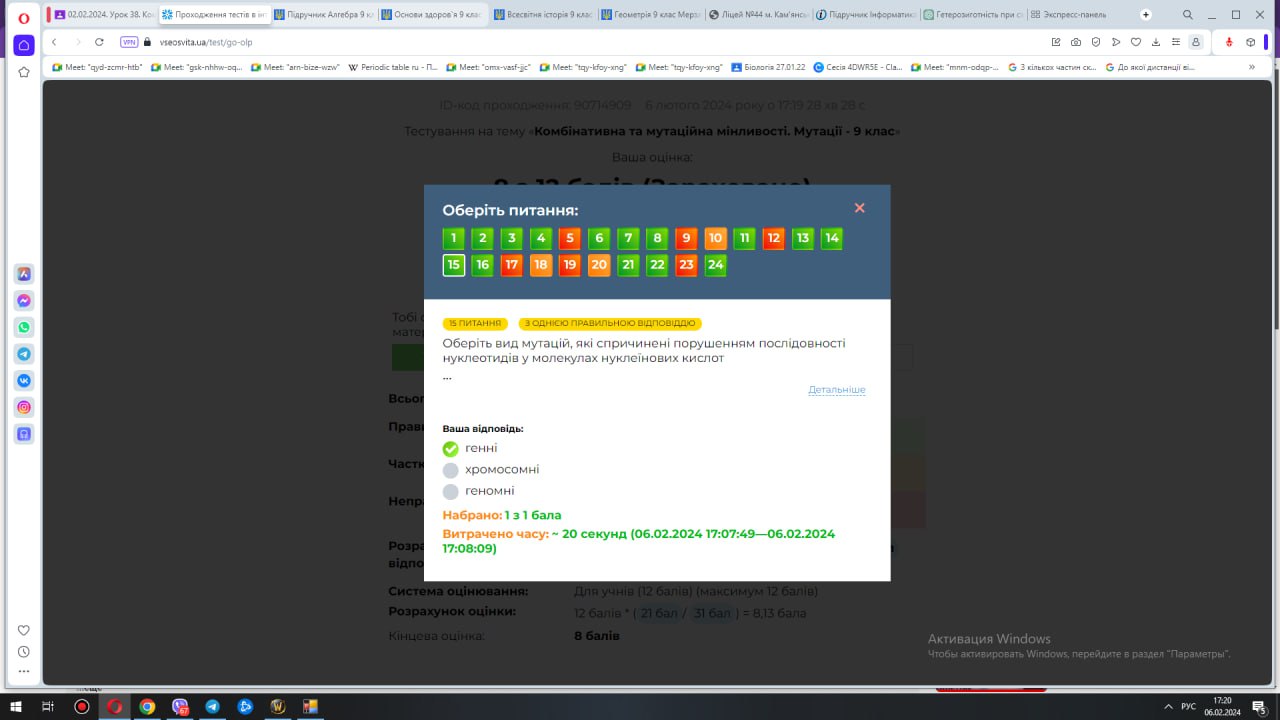 02.02.2024. Урок 38. Ко
Проходження тестів в ін
Підручник Алгебра 9 кл
Основи здоров'я 9 клас
Всесвітня історія 9 клас
Геометрія 9 клас Мерз
Ліцей №44 м. Кам'янсь
Підручник Інформатика
Гетерозиготність при с
Экспресс-панель
VPN
vseosvita.ua/test/go-olp
Meet: "qyd-zcmr-htb"
Meet: "gsk-nhhw-oq...
Meet: "arn-bize-wzw"
Periodic table ru - П...
Meet: "omx-vasf-jjc"
Meet: "tqy-kfoy-xng"
Meet: "tqy-kfoy-xng"
Біологія 27.01.22
Сесія 4DWR5E - Cla...
Meet: "mnm-odqp-...
З кількох частин ск...
До якої дистанції ві...
»
ID-код проходження: 90714909 6 лютого 2024 року о 17:19 28 хв 28 с
Тестування на тему «Комбінативна та мутаційна мінливості. Мутації - 9 клас»
Ваша оцінка:
Оберіть питання:
1 2 3 4 5 6 7 8 9 10 11 12 13 14
15 16 17 18 19 20 21 22 23 24
15 ПИТАННЯ
З ОДНІЄЮ ПРАВИЛЬНОЮ ВІДПОВІДДЮ
Оберіть вид мутацій, які спричинені порушенням послідовності
нуклеотидів у молекулах нуклеїнових кислот
...
Детальніше
Ваша відповідь:
генні
хромосомні
геномні
Набрано: 1 з 1 бала
Витрачено часу: ~ 20 секунд (06.02.2024 17:07:49—06.02.2024
17:08:09)
Тобі
матер
Всьог
Прав
Частк
Непр
Розра
відпо
Система оцінювання: Для учнів (12 балів) (максимум 12 балів)
Розрахунок оцінки: 12 балів * ( 21 бал / 31 бал ) = 8,13 бала
Кінцева оцінка: 8 балів
Активация Windows
Чтобы активировать Windows, перейдите в раздел "Параметры".
РУС
17:20
06.02.2024